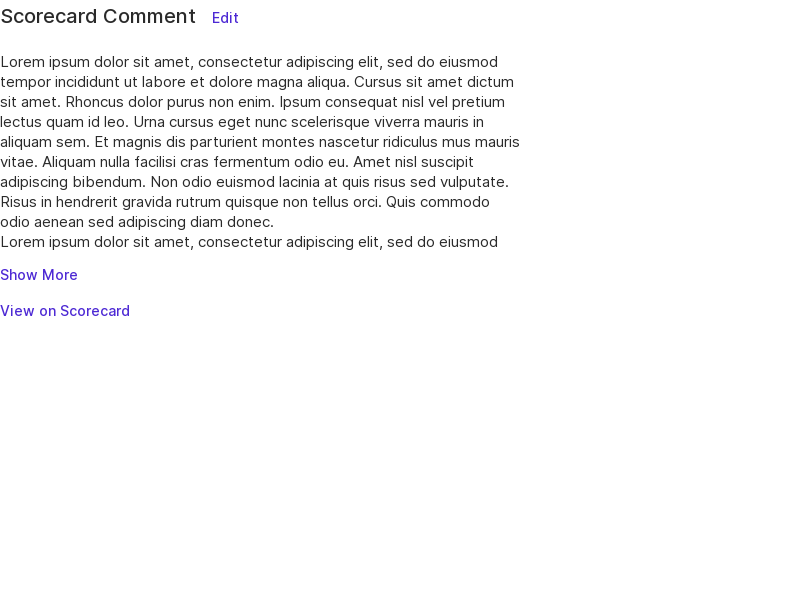 Scorecard Comment Edit
Lorem ipsum dolor sit amet, consectetur adipiscing elit, sed do eiusmod
tempor incididunt ut labore et dolore magna aliqua. Cursus sit amet dictum
sit amet. Rhoncus dolor purus non enim. Ipsum consequat nisl vel pretium
lectus quam id leo. Urna cursus eget nunc scelerisque viverra mauris in
aliquam sem. Et magnis dis parturient montes nascetur ridiculus mus mauris
vitae. Aliquam nulla facilisi cras fermentum odio eu. Amet nisl suscipit
adipiscing bibendum. Non odio euismod lacinia at quis risus sed vulputate.
Risus in hendrerit gravida rutrum quisque non tellus orci. Quis commodo
odio aenean sed adipiscing diam donec.
Lorem ipsum dolor sit amet, consectetur adipiscing elit, sed do eiusmod
Show More
View on Scorecard